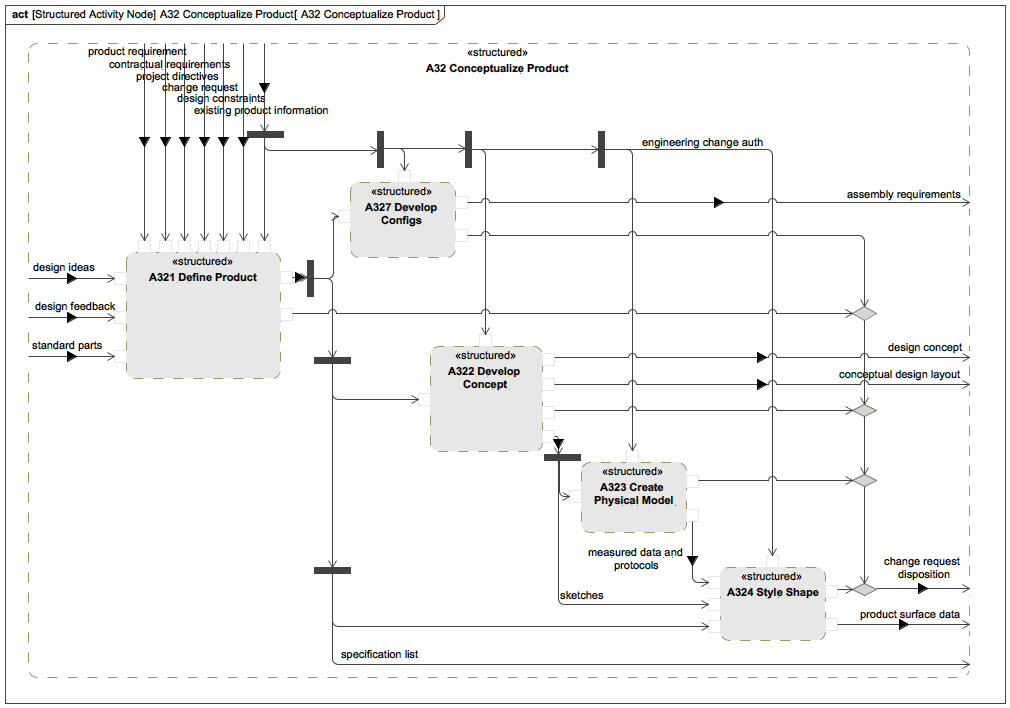 act [Structured Activity Node] A32 Conceptualize Product[ A32 Conceptualize Product ]
«structured»
A32 Conceptualize Product
product requirement
contractual requirements
project directives
change request
design constraints
existing product information
engineering change auth
«structured»
A327 Develop
Configs
assembly requirements
«structured»
A321 Define Product
design ideas
design feedback
standard parts
«structured»
A322 Develop
Concept
design concept
conceptual design layout
«structured»
A323 Create
Physical Model
measured data and
protocols
«structured»
A324 Style Shape
change request
disposition
sketches
product surface data
specification list